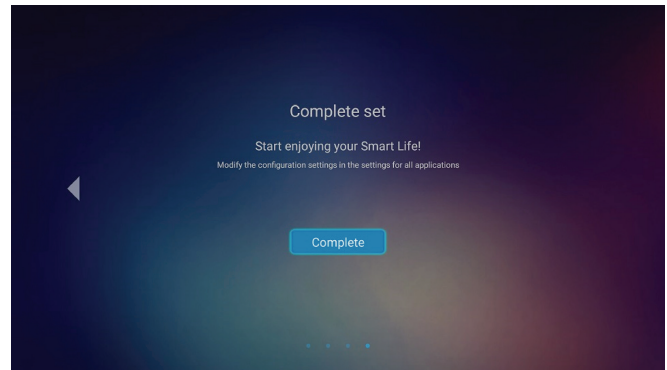 Complete set
Start enjoying your Smart Life!
Modify the configuration settings in the settings for all applications
Complete